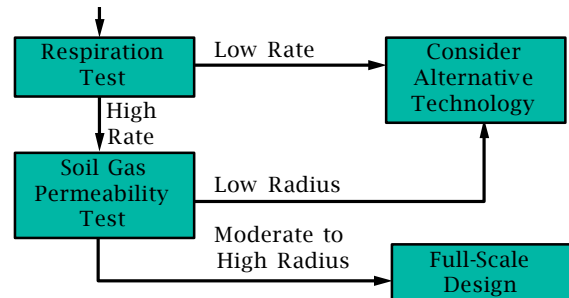 Respiration
Test
Low Rate
Consider
Alternative
Technology
High
Rate
Soil Gas
Permeability
Test
Low Radius
Moderate to
High Radius
Full-Scale
Design